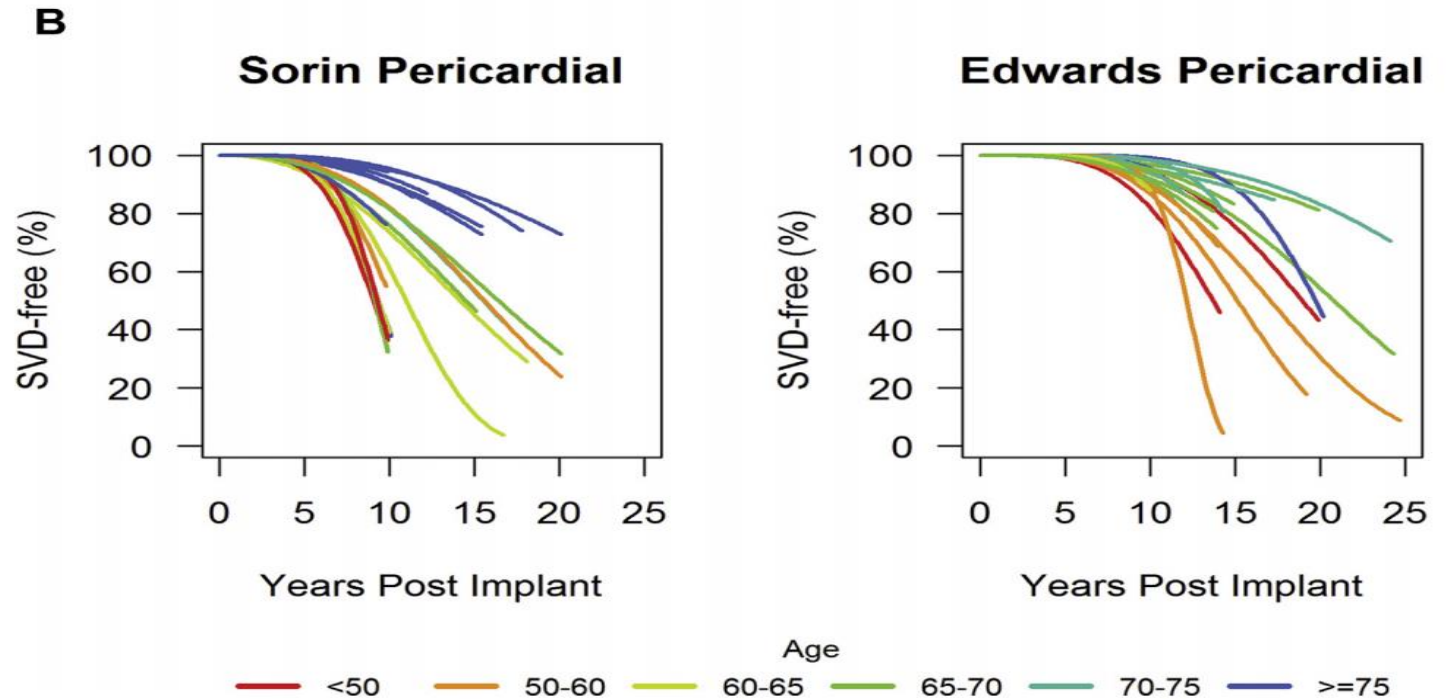 B
Sorin Pericardial
Edwards Pericardial
SVD-free (%)
100
80
60
40
20
0
0 5 10 15 20 25
Years Post Implant
SVD-free (%)
100
80
60
40
20
0
0 5 10 15 20 25
Years Post Implant
Age
<50 50-60 60-65 65-70 70-75 >=75